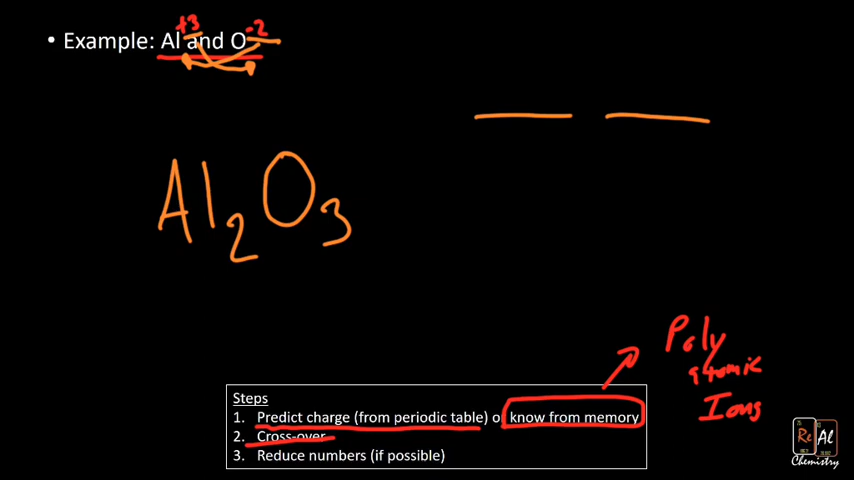 +3 -2
• Example: Al and O
Al2O3
Poly
atomic
Ions
Steps
1. Predict charge (from periodic table) or know from memory
2. Cross-over
3. Reduce numbers (if possible)
Re Al
Chemistry